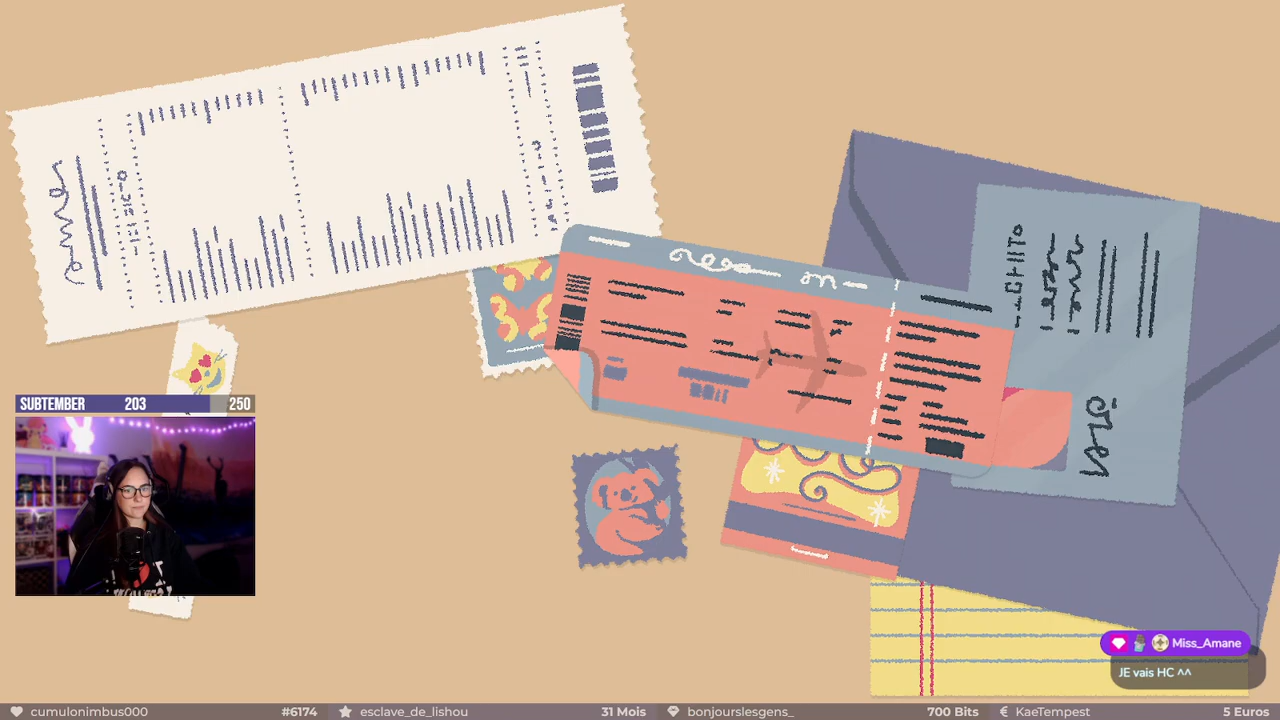 SUBTEMBER 203 250
Miss_Amane
JE vais HC ^^
cumulonimbus000 #6174 esclave_de_lishou 31 Mois bonjourslesgens_ 700 Bits KaeTempest 5 Euros